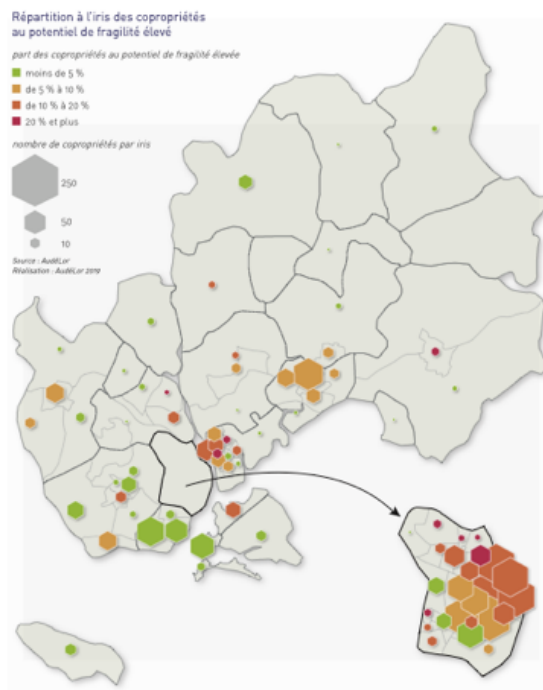 Répartition à l'iris des copropriétés
au potentiel de fragilité élevé
part des copropriétés au potentiel de fragilité élevée
moins de 5 %
de 5 % à 10 %
de 10 % à 20 %
20 % et plus
nombre de copropriétés par iris
250
50
10
Source : AudéLor
Réalisation : AudéLor 2019